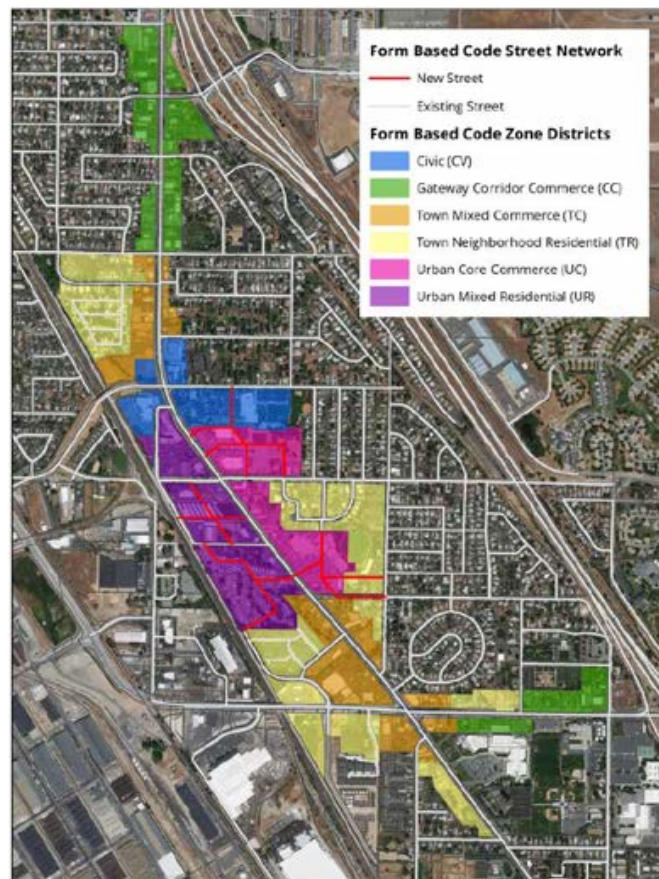 Form Based Code Street Network
New Street
Existing Street
Form Based Code Zone Districts
Civic (CV)
Gateway Corridor Commerce (CC)
Town Mixed Commerce (TC)
Town Neighborhood Residential (TR)
Urban Core Commerce (UC)
Urban Mixed Residential (UR)